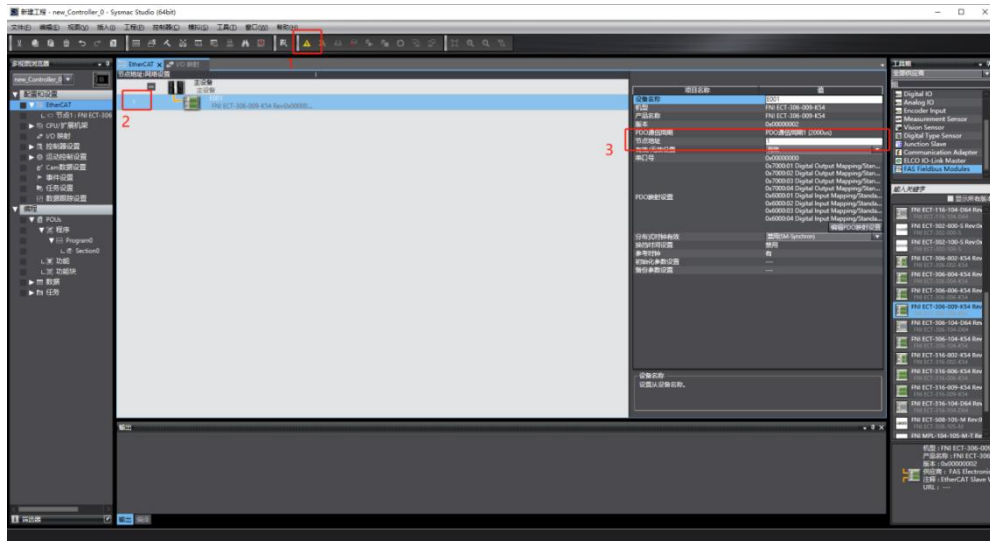 新建工程 - new_Controller_0 - Sysmac Studio (64bit)
文件(F) 编辑(E) 视图(V) 插入(I) 工程(P) 控制器(C) 模拟(S) 工具(T) 窗口(W) 帮助(H)
1
多视图浏览器
new_Controller_0
配置和设置
EtherCAT
节点1 : FNI ECT-306
CPU/扩展机架
I/O 映射
控制器设置
运动控制设置
Cam数据设置
事件设置
任务设置
数据跟踪设置
编程
POUs
程序
Program0
Section0
功能
功能块
数据
任务
筛选器
EtherCAT
I/O 映射
节点地址|网络设置
主设备
主设备
2
E001
FNI ECT-306-009-K54 Rev:0x00000...
3
项目名称 值
设备名称 E001
机型 FNI ECT-306-009-K54
产品名称 FNI ECT-306-009-K54
版本 0x00000002
PDO通信周期 PDO通信周期1 (2000us)
节点地址 1
串口号 0x00000000
PDO映射设置
0x7000:01 Digital Output Mapping/Stan...
0x7000:02 Digital Output Mapping/Stan...
0x7000:03 Digital Output Mapping/Stan...
0x7000:04 Digital Output Mapping/Stan...
0x6000:01 Digital Input Mapping/Standa...
0x6000:02 Digital Input Mapping/Standa...
0x6000:03 Digital Input Mapping/Standa...
0x6000:04 Digital Input Mapping/Standa...
编辑PDO映射设置
分布式时钟有效 禁用(SM-Synchron)
参考时钟 有
初始化参数设置 ---
备份参数设置 ---
设备名称
设置从设备名称。
输出
工具箱
全部供应商
Digital IO
Analog IO
Encoder Input
Measurement Sensor
Vision Sensor
Digital Type Sensor
Junction Slave
Communication Adapter
ELCO IO-Link Master
FAS Fieldbus Modules
输入关键字
显示所有版本
FNI ECT-116-104-D64 Rev
FNI ECT-302-000-S Rev:0x
FNI ECT-302-100-S Rev:0x
FNI ECT-306-002-K54 Rev
FNI ECT-306-004-K54 Rev
FNI ECT-306-006-K54 Rev
FNI ECT-306-009-K54 Rev
FNI ECT-306-104-D64 Rev
FNI ECT-306-104-K54 Rev
FNI ECT-316-002-K54 Rev
FNI ECT-316-006-K54 Rev
FNI ECT-316-009-K54 Rev
FNI ECT-316-104-D64 Rev
FNI ECT-508-105-M Rev:0
FNI MPL-104-105-M-T Re
机型 : FNI ECT-306-009
产品名称 : FNI ECT-306
版本 : 0x00000002
供应商 : FAS Electronic
注释 : EtherCAT Slave V
URL : ---